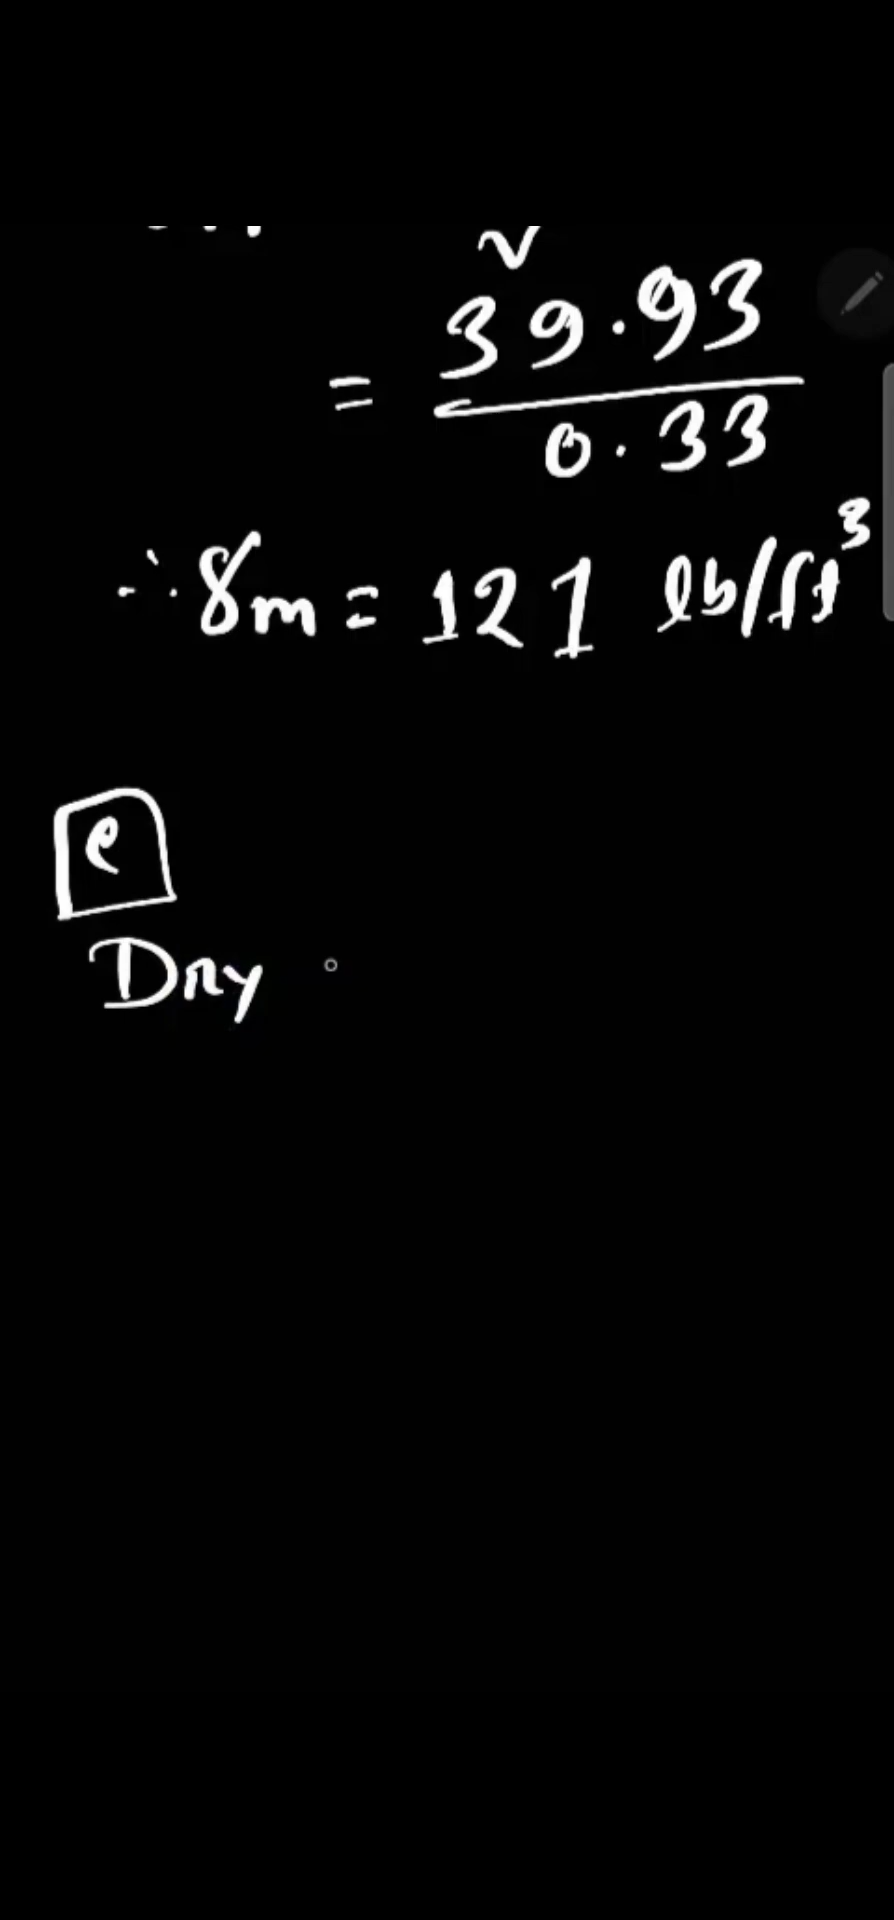 v
= 39.93
0.33
∴ γm = 121 lb/ft³
e
Dry